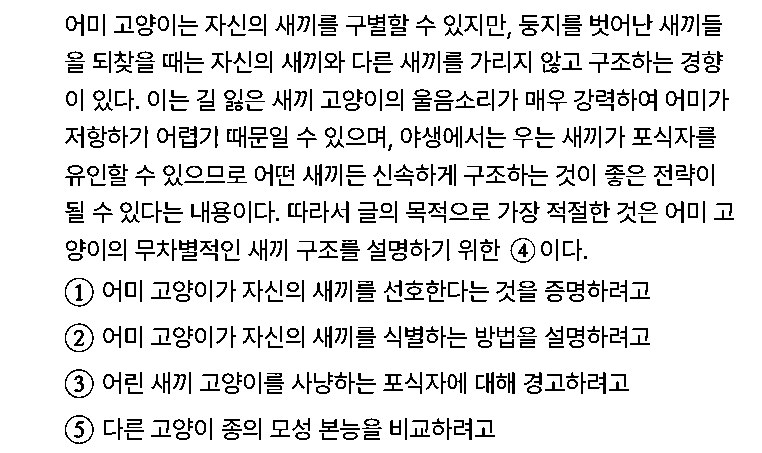 어미 고양이는 자신의 새끼를 구별할 수 있지만, 둥지를 벗어난 새끼들
을 되찾을 때는 자신의 새끼와 다른 새끼를 가리지 않고 구조하는 경향
이 있다. 이는 길 잃은 새끼 고양이의 울음소리가 매우 강력하여 어미가
저항하기 어렵기 때문일 수 있으며, 야생에서는 우는 새끼가 포식자를
유인할 수 있으므로 어떤 새끼든 신속하게 구조하는 것이 좋은 전략이
될 수 있다는 내용이다. 따라서 글의 목적으로 가장 적절한 것은 어미 고
양이의 무차별적인 새끼 구조를 설명하기 위한 ④이다.
① 어미 고양이가 자신의 새끼를 선호한다는 것을 증명하려고
② 어미 고양이가 자신의 새끼를 식별하는 방법을 설명하려고
③ 어린 새끼 고양이를 사냥하는 포식자에 대해 경고하려고
⑤ 다른 고양이 종의 모성 본능을 비교하려고